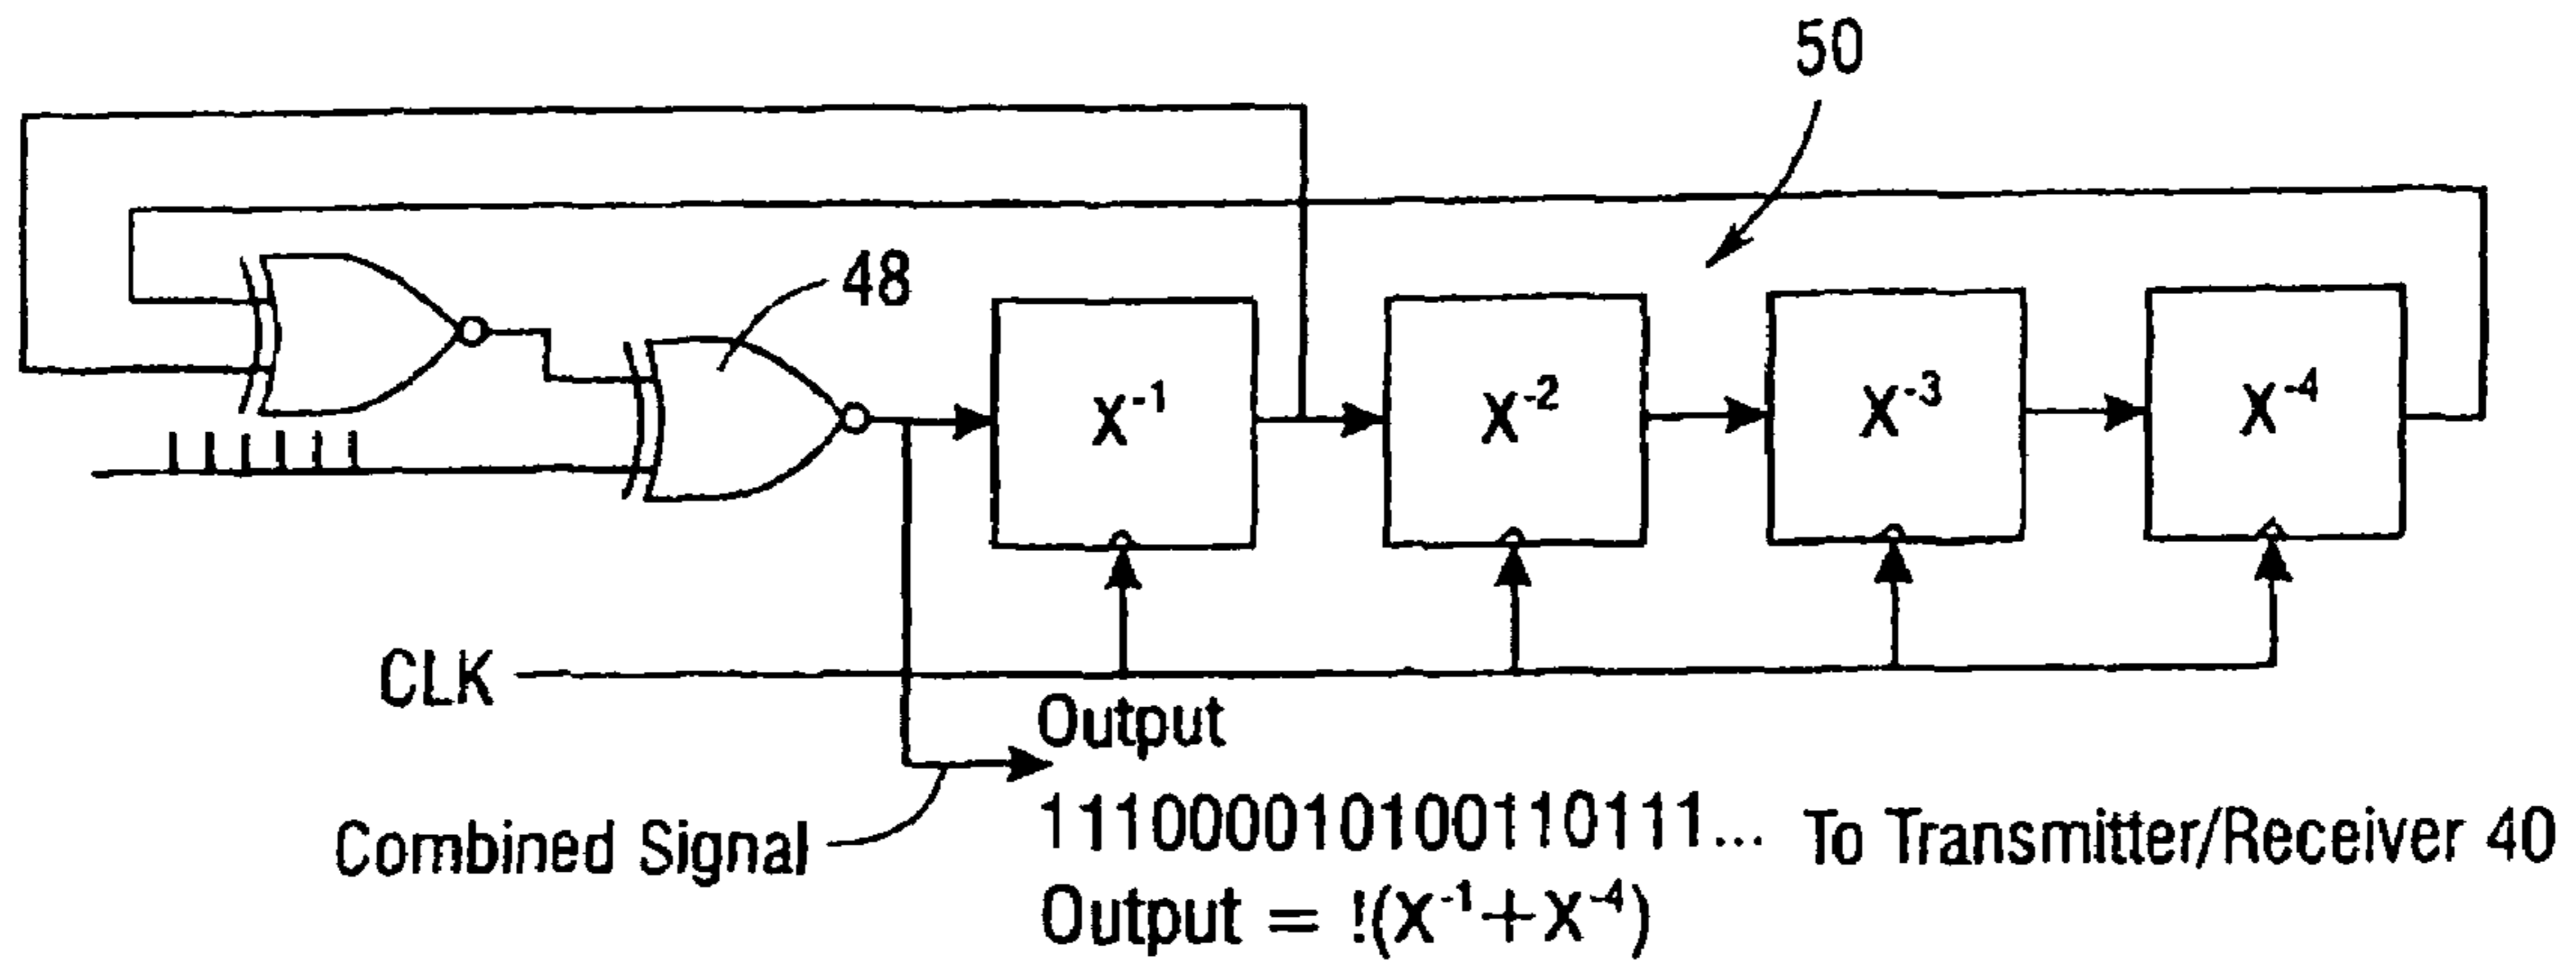 50
48
X⁻¹ X⁻² X⁻³ X⁻⁴
CLK
Output
Combined Signal
111000010100110111... To Transmitter/Receiver 40
Output = !(X⁻¹+X⁻⁴)